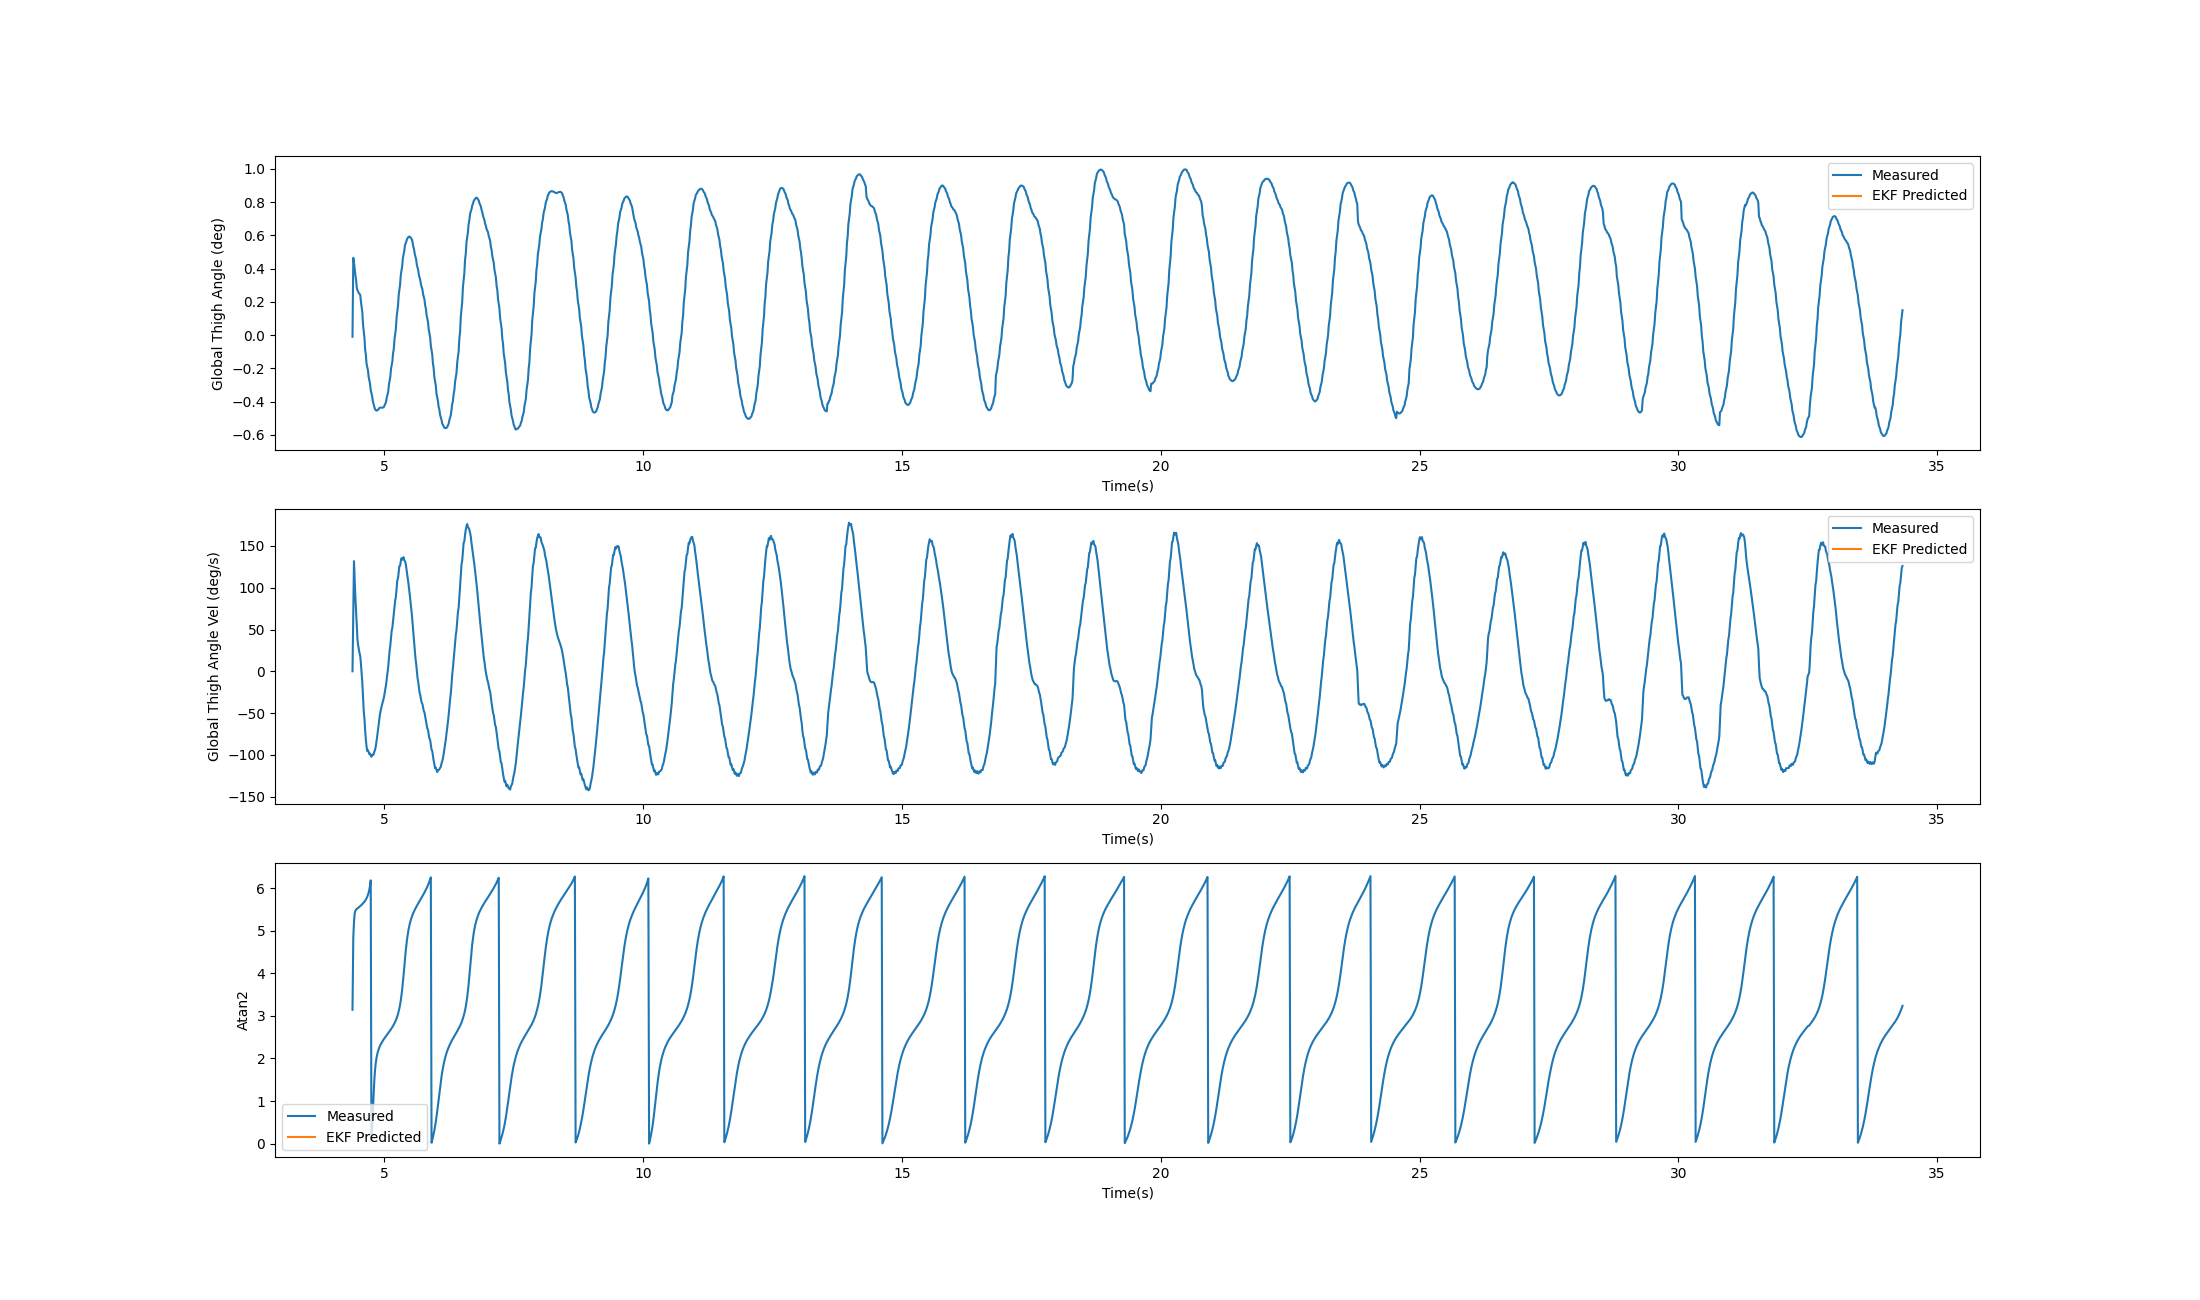 Global Thigh Angle (deg)
1.0
0.8
0.6
0.4
0.2
0.0
−0.2
−0.4
−0.6
Measured
EKF Predicted
5 10 15 20 25 30 35
Time(s)
Global Thigh Angle Vel (deg/s)
150
100
50
0
−50
−100
−150
Measured
EKF Predicted
5 10 15 20 25 30 35
Time(s)
Atan2
6
5
4
3
2
1
0
Measured
EKF Predicted
5 10 15 20 25 30 35
Time(s)